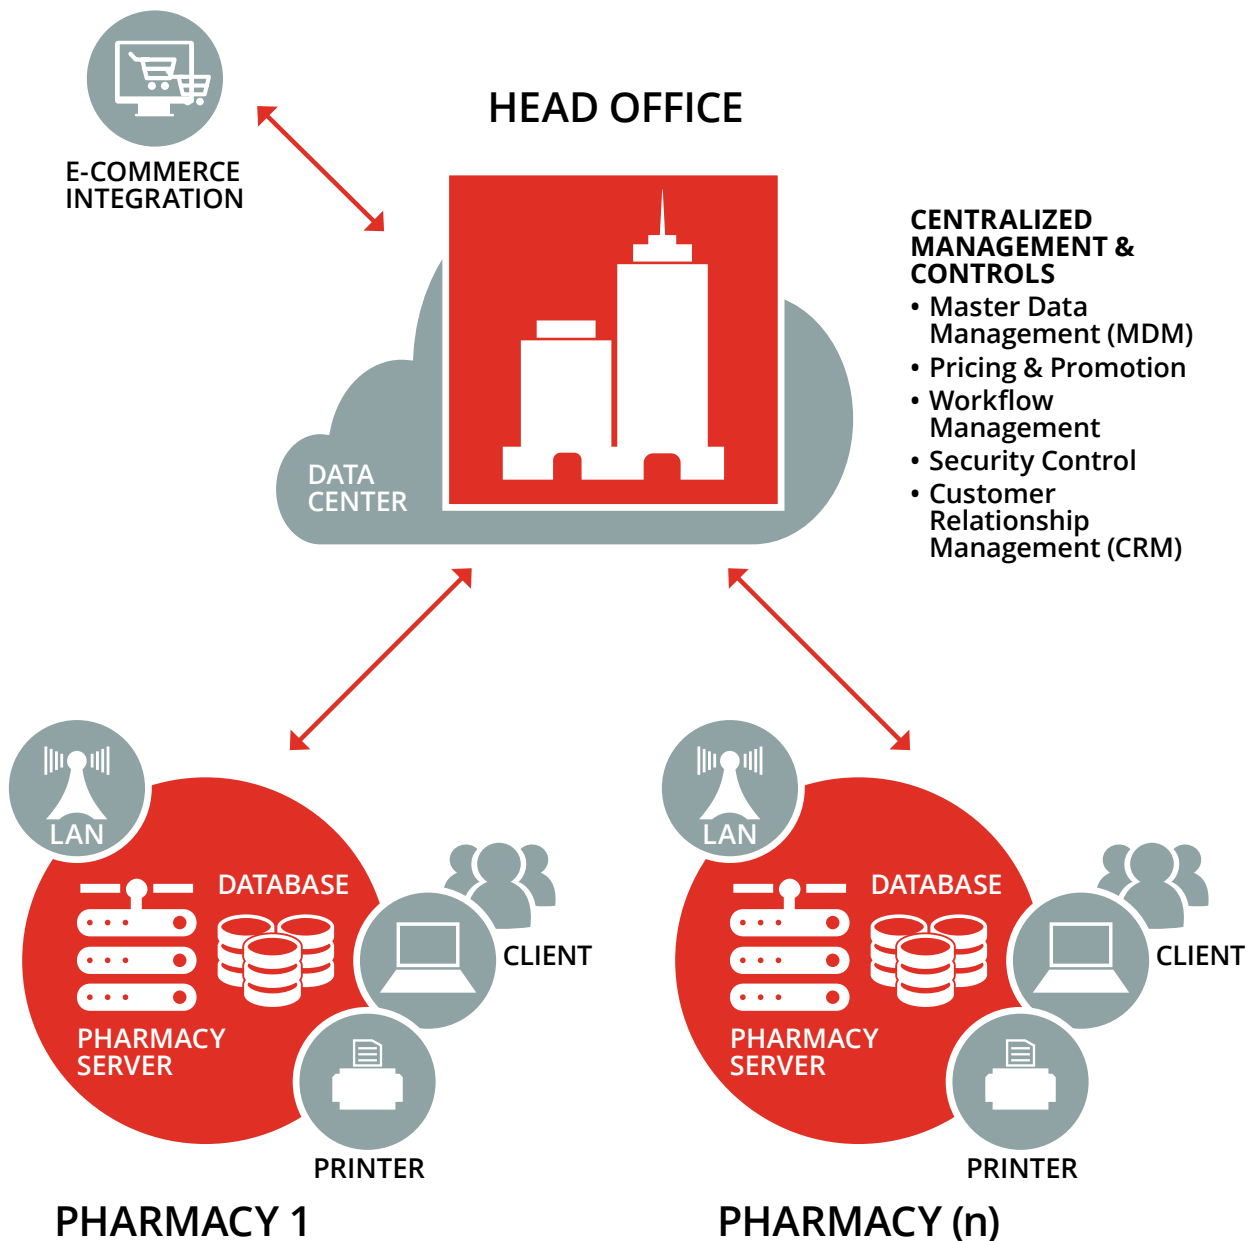 HEAD OFFICE
E-COMMERCE
INTEGRATION
CENTRALIZED
MANAGEMENT &
CONTROLS
• Master Data
Management (MDM)
• Pricing & Promotion
• Workflow
Management
• Security Control
• Customer
Relationship
Management (CRM)
DATA
CENTER
LAN
DATABASE
CLIENT
PHARMACY
SERVER
PRINTER
PHARMACY 1
LAN
DATABASE
CLIENT
PHARMACY
SERVER
PRINTER
PHARMACY (n)